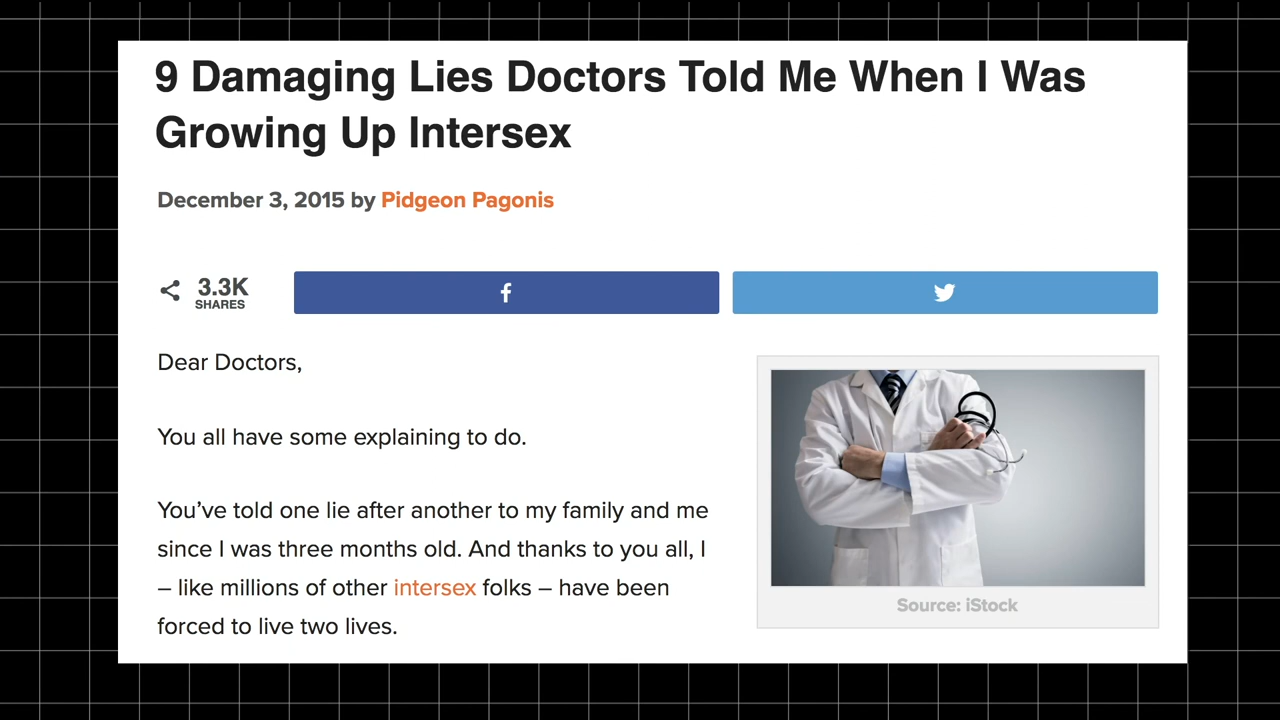 9 Damaging Lies Doctors Told Me When I Was
Growing Up Intersex
December 3, 2015 by Pidgeon Pagonis
3.3K
SHARES
Dear Doctors,
You all have some explaining to do.
You’ve told one lie after another to my family and me
since I was three months old. And thanks to you all, I
– like millions of other intersex folks – have been
forced to live two lives.
Source: iStock